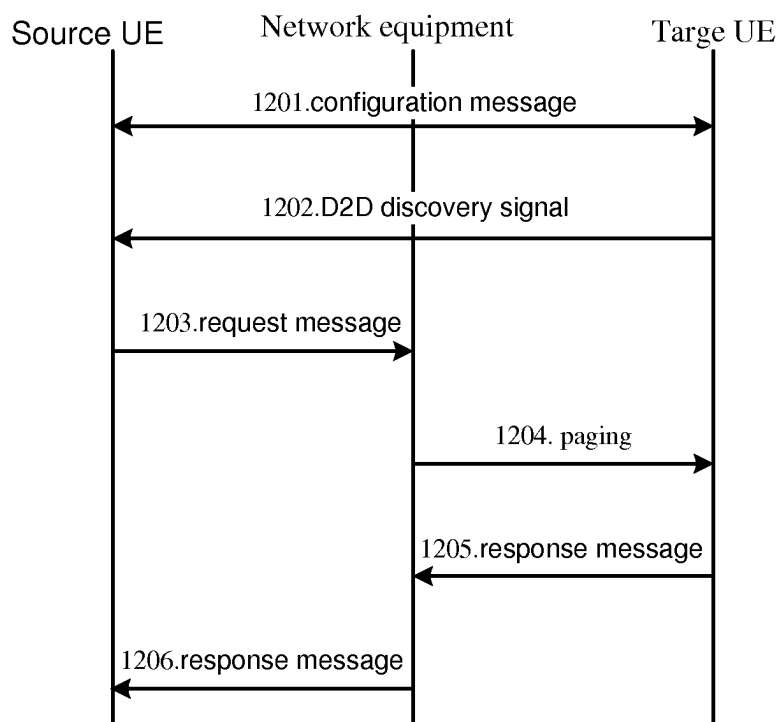 Source UE Network equipment Targe UE
1201.configuration message
1202.D2D discovery signal
1203.request message
1204. paging
1205.response message
1206.response message